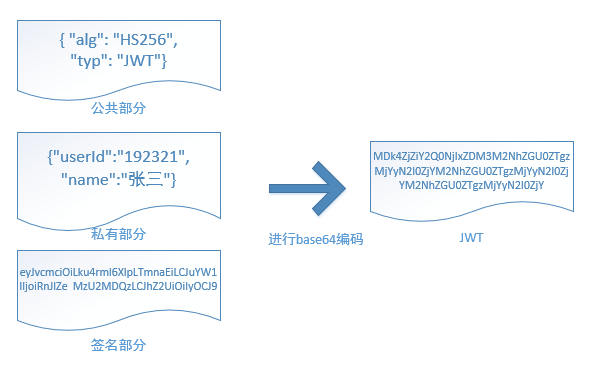 { "alg": "HS256",
"typ": "JWT"}
公共部分
{"userId":"192321",
"name":"张三"}
私有部分
eyJvcmciOiLku4rml6XlpLTmnaEiLCJuYW1
lIjoiRnJlZe MzU2MDQzLCJhZ2UiOiIyOCJ9
签名部分
进行base64编码
MDk4ZjZiY2Q0NjIxZDM3M2NhZGU0ZTgz
MjYyN2I0ZjYM2NhZGU0ZTgzMjYyN2I0Zj
YM2NhZGU0ZTgzMjYyN2I0ZjY
JWT